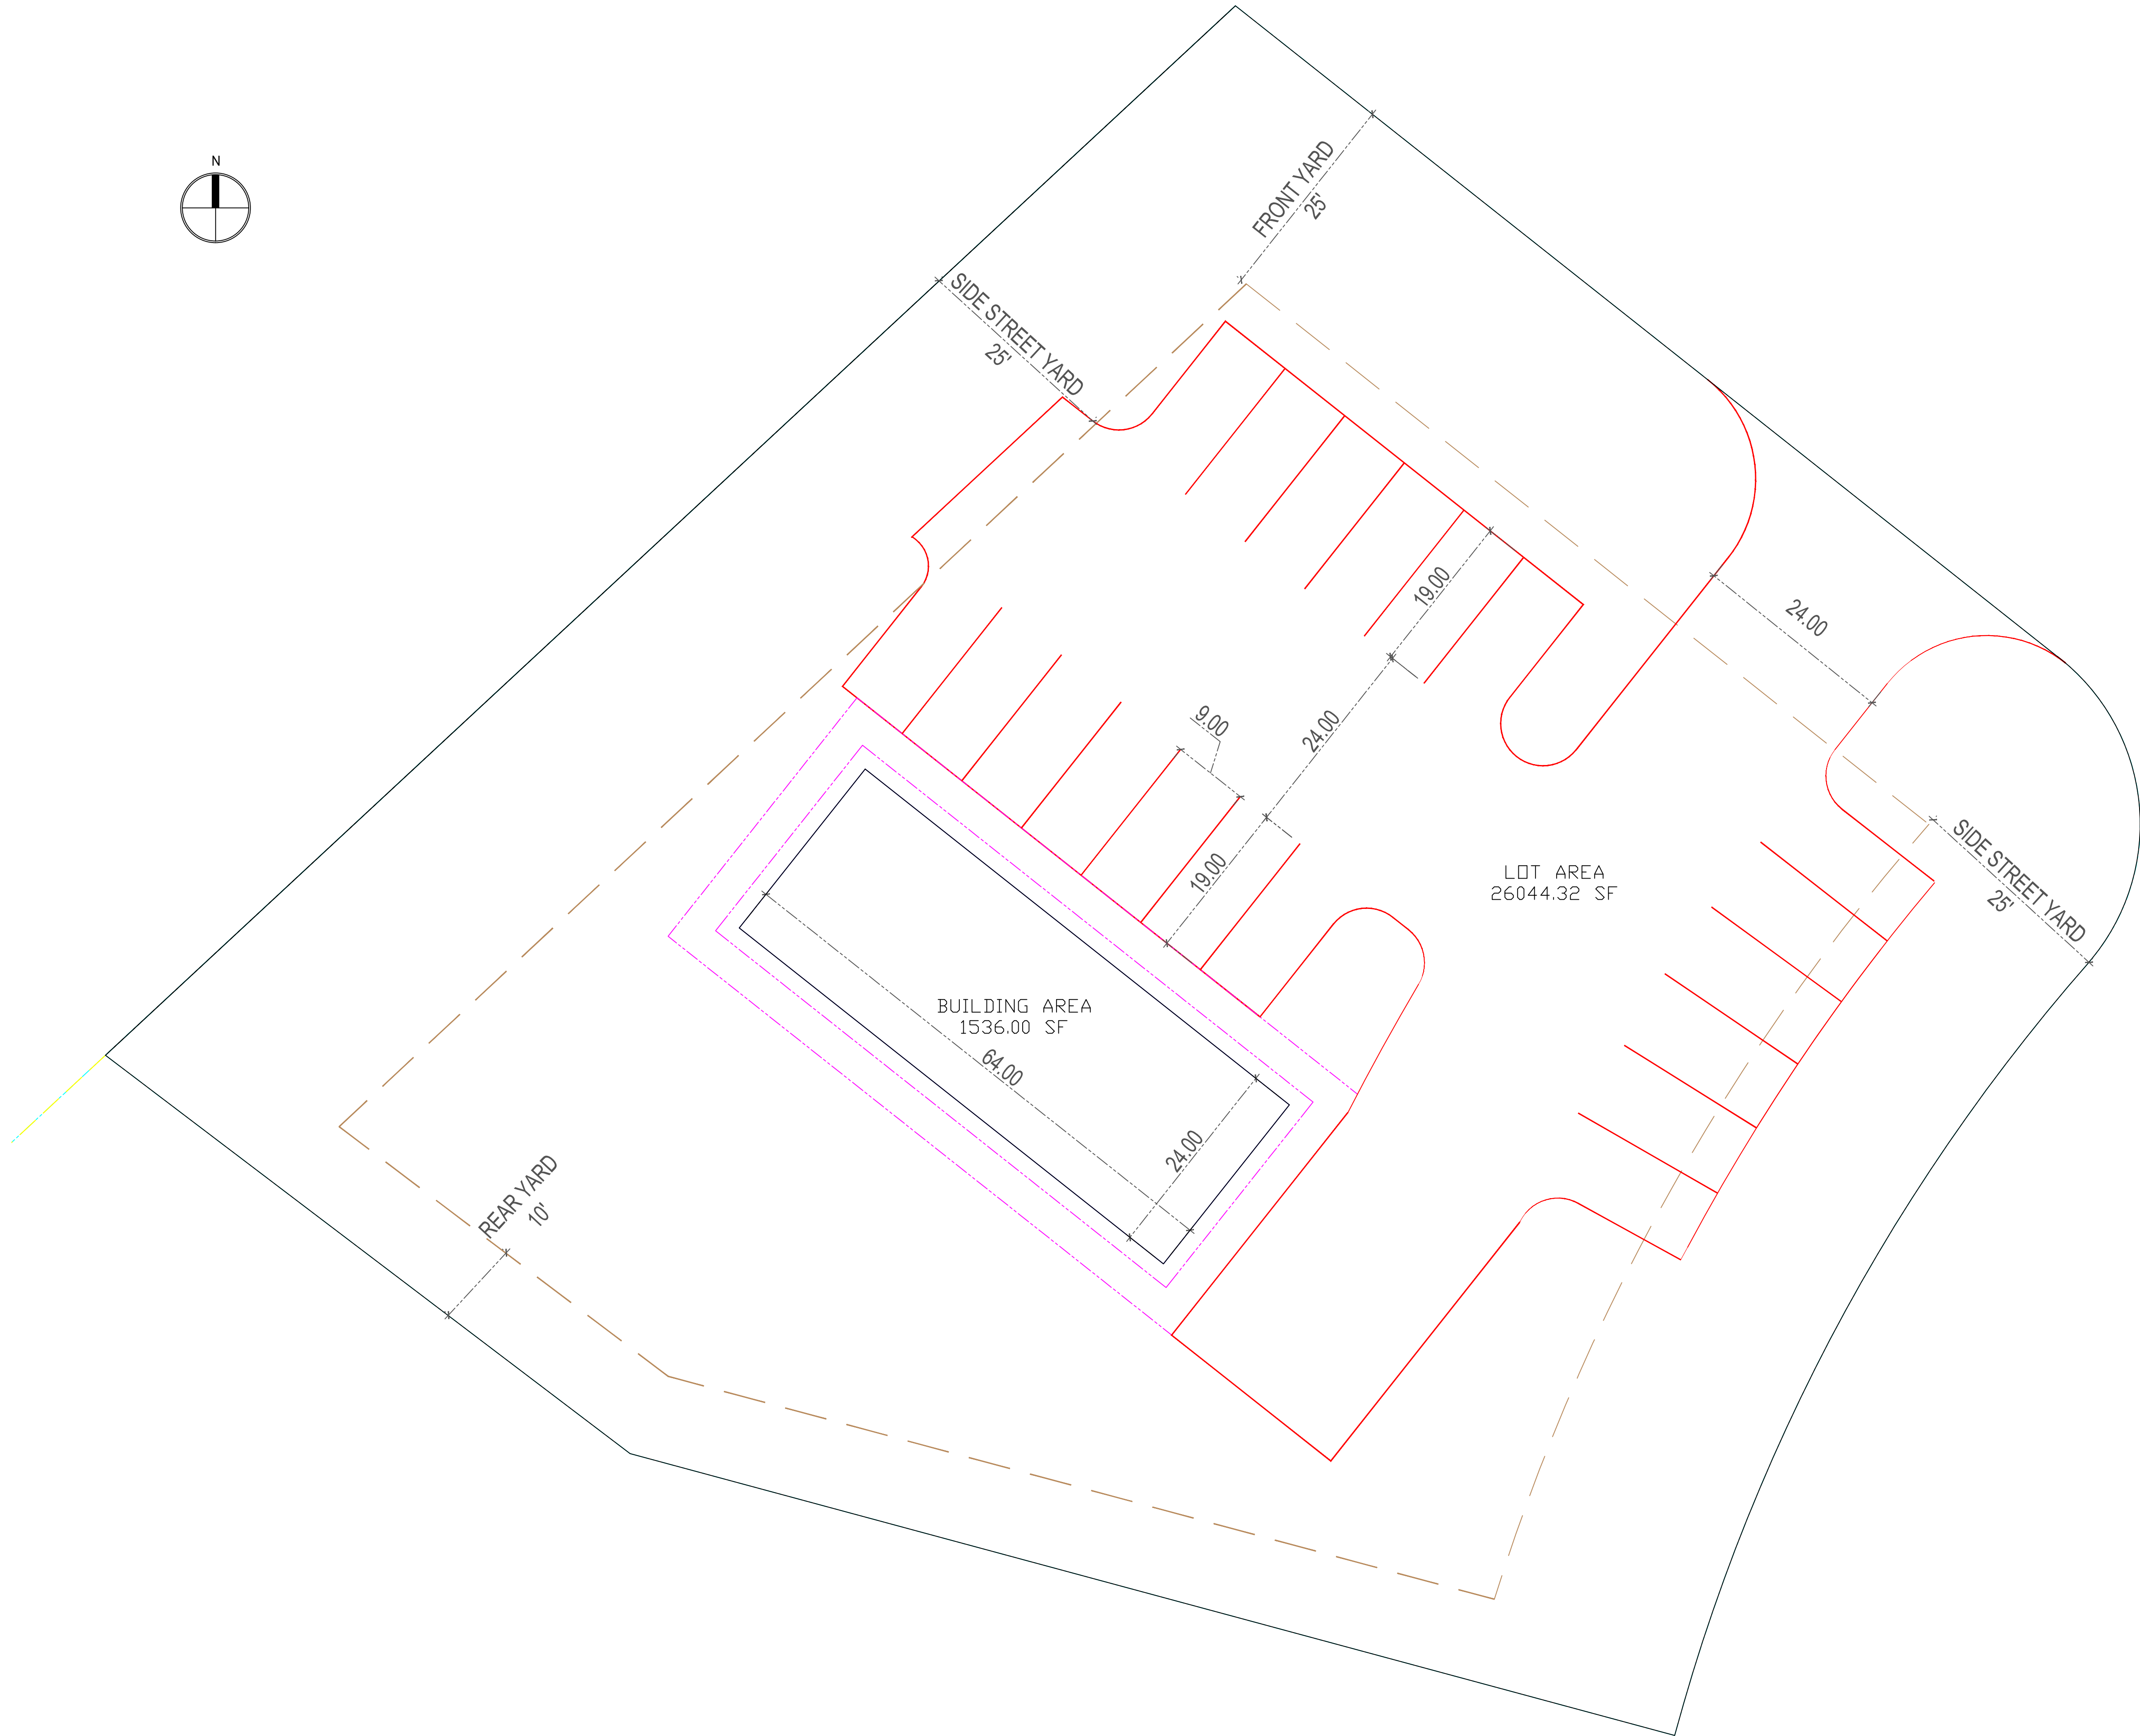 N
FRONT YARD
25'
SIDE STREET YARD
25'
19.00
24.00
24.00
9.00
19.00
LOT AREA
26044.32 SF
SIDE STREET YARD
25'
BUILDING AREA
1536.00 SF
64.00
24.00
REAR YARD
10'